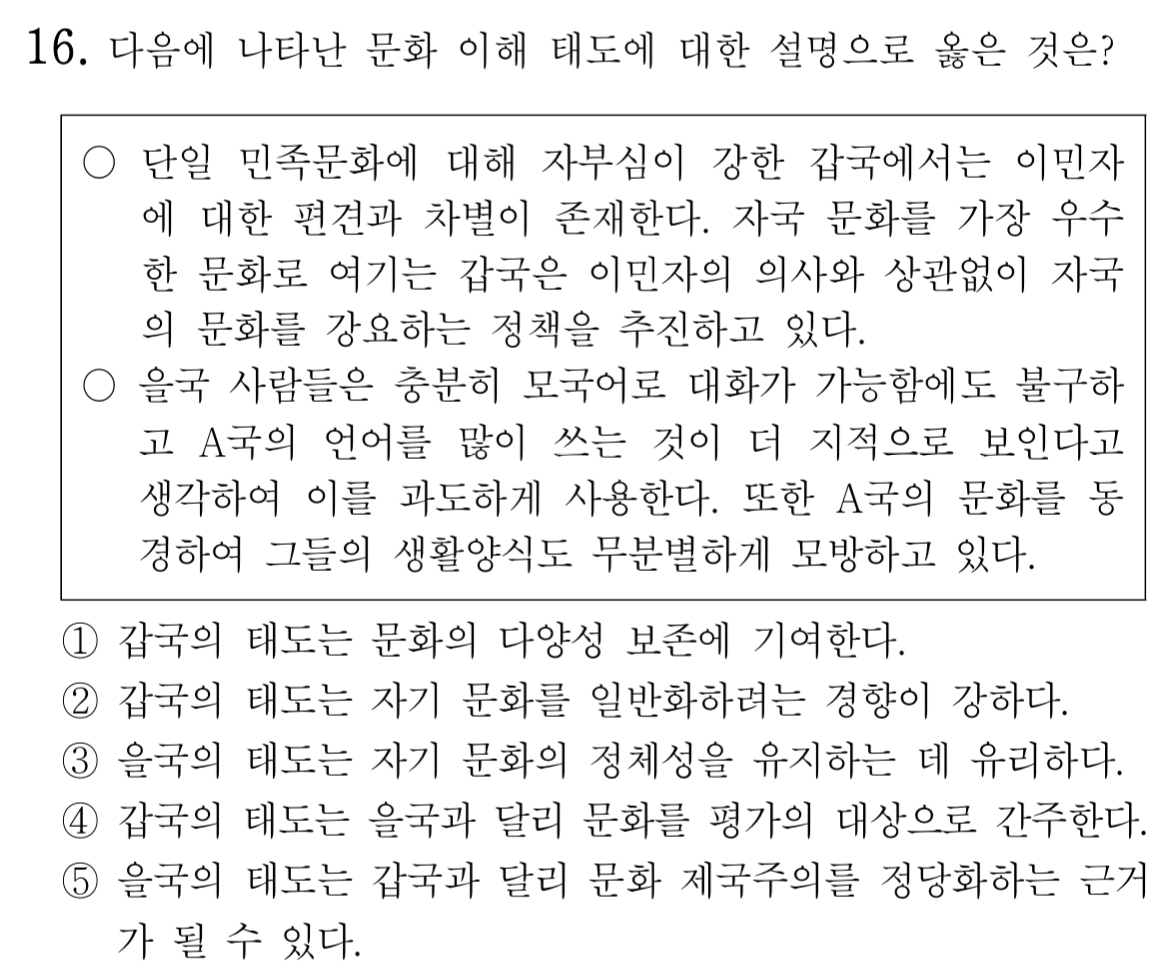 16. 다음에 나타난 문화 이해 태도에 대한 설명으로 옳은 것은?
○ 단일 민족문화에 대해 자부심이 강한 갑국에서는 이민자
에 대한 편견과 차별이 존재한다. 자국 문화를 가장 우수
한 문화로 여기는 갑국은 이민자의 의사와 상관없이 자국
의 문화를 강요하는 정책을 추진하고 있다.
○ 을국 사람들은 충분히 모국어로 대화가 가능함에도 불구하
고 A국의 언어를 많이 쓰는 것이 더 지적으로 보인다고
생각하여 이를 과도하게 사용한다. 또한 A국의 문화를 동
경하여 그들의 생활양식도 무분별하게 모방하고 있다.
① 갑국의 태도는 문화의 다양성 보존에 기여한다.
② 갑국의 태도는 자기 문화를 일반화하려는 경향이 강하다.
③ 을국의 태도는 자기 문화의 정체성을 유지하는 데 유리하다.
④ 갑국의 태도는 을국과 달리 문화를 평가의 대상으로 간주한다.
⑤ 을국의 태도는 갑국과 달리 문화 제국주의를 정당화하는 근거
가 될 수 있다.